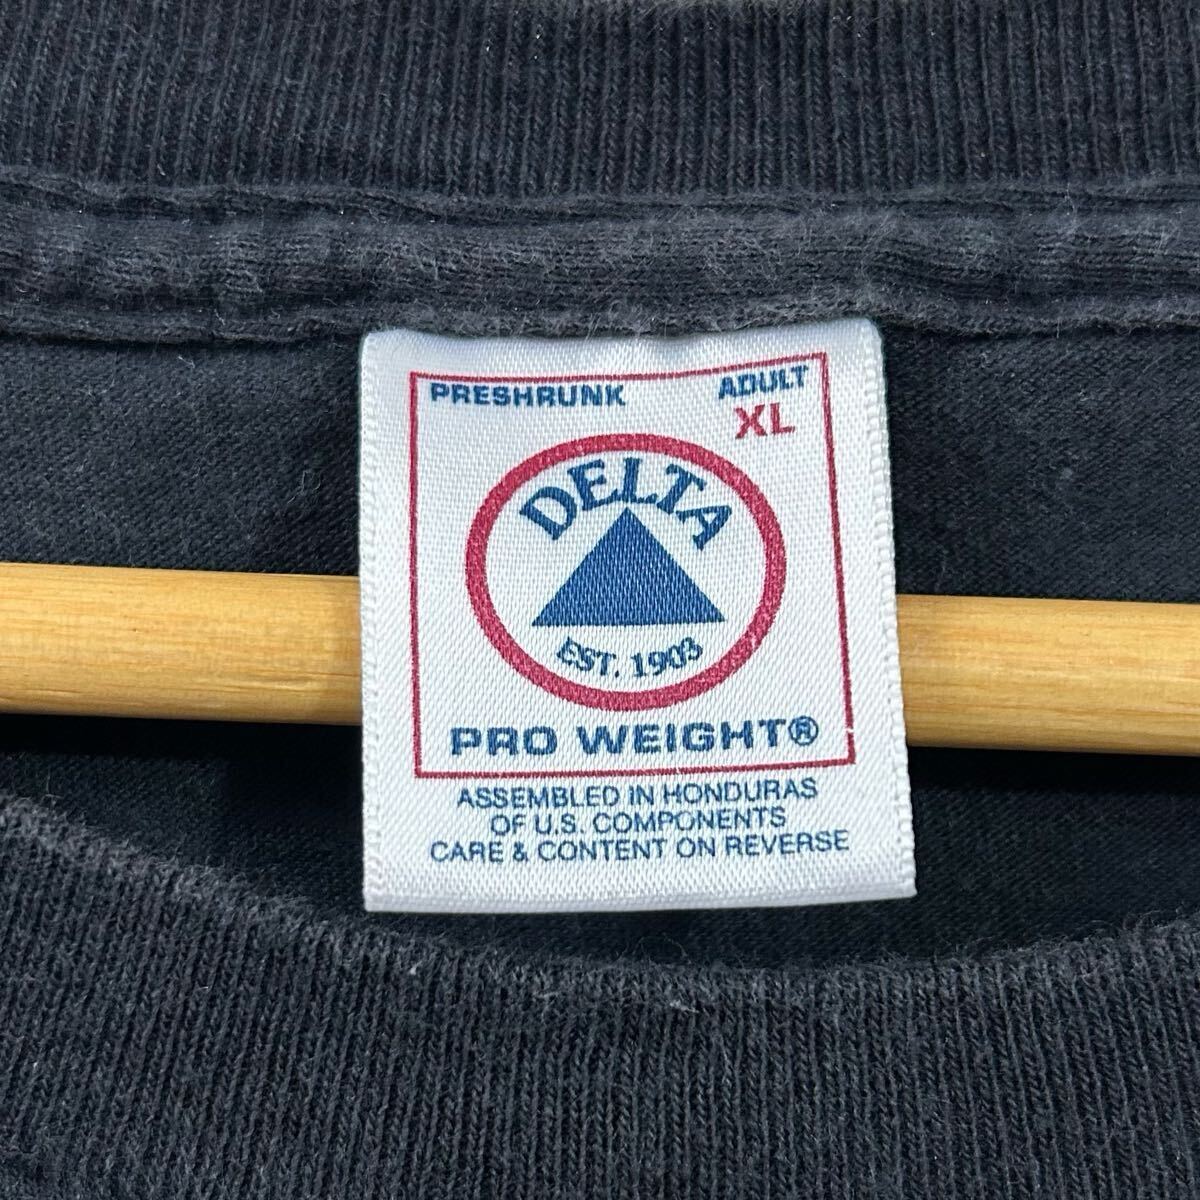 PRESHRUNK ADULT
XL
DELTA
EST. 1903
PRO WEIGHT®
ASSEMBLED IN HONDURAS
OF U.S. COMPONENTS
CARE & CONTENT ON REVERSE